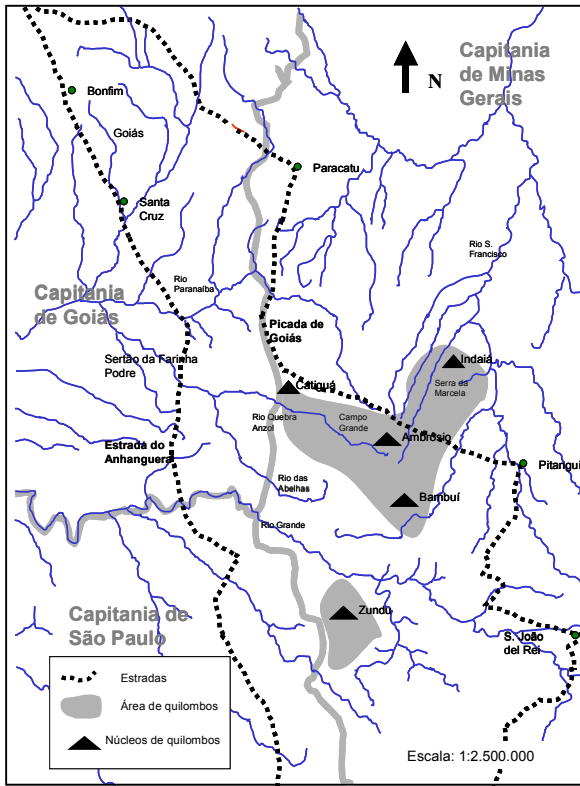 Capitania
de Minas
Gerais
N
Bonfim
Goiás
Paracatu
Santa
Cruz
Rio S.
Francisco
Rio
Paranaíba
Capitania
de Goiás
Picada de
Goiás
Sertão da Farinha
Podre
Indaiá
Serra da
Marcela
Catiguá
Rio Quebra
Anzol
Campo
Grande
Ambrósio
Estrada do
Anhanguera
Pitangui
Rio das
Abelhas
Bambuí
Rio Grande
Capitania de
São Paulo
Zundu
S. João
del Rei
Estradas
Área de quilombos
Núcleos de quilombos
Escala: 1:2.500.000